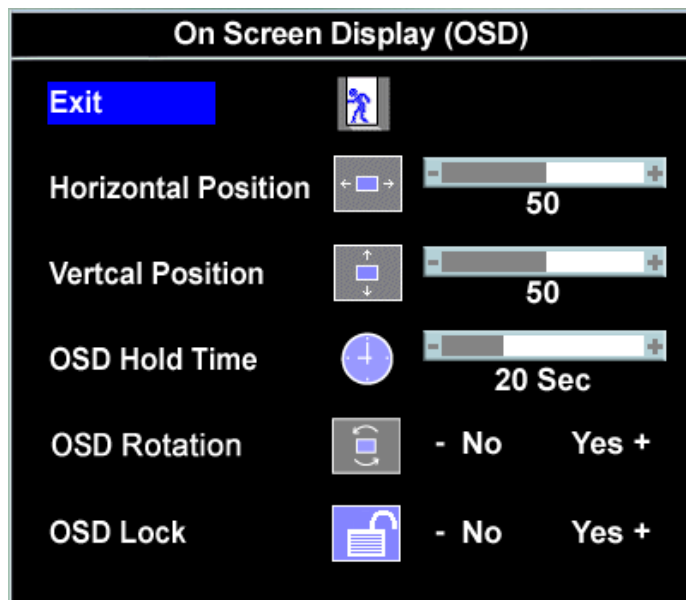 On Screen Display (OSD)
Exit
Horizontal Position - +
50
Vertcal Position - +
50
OSD Hold Time - +
20 Sec
OSD Rotation - No Yes +
OSD Lock - No Yes +